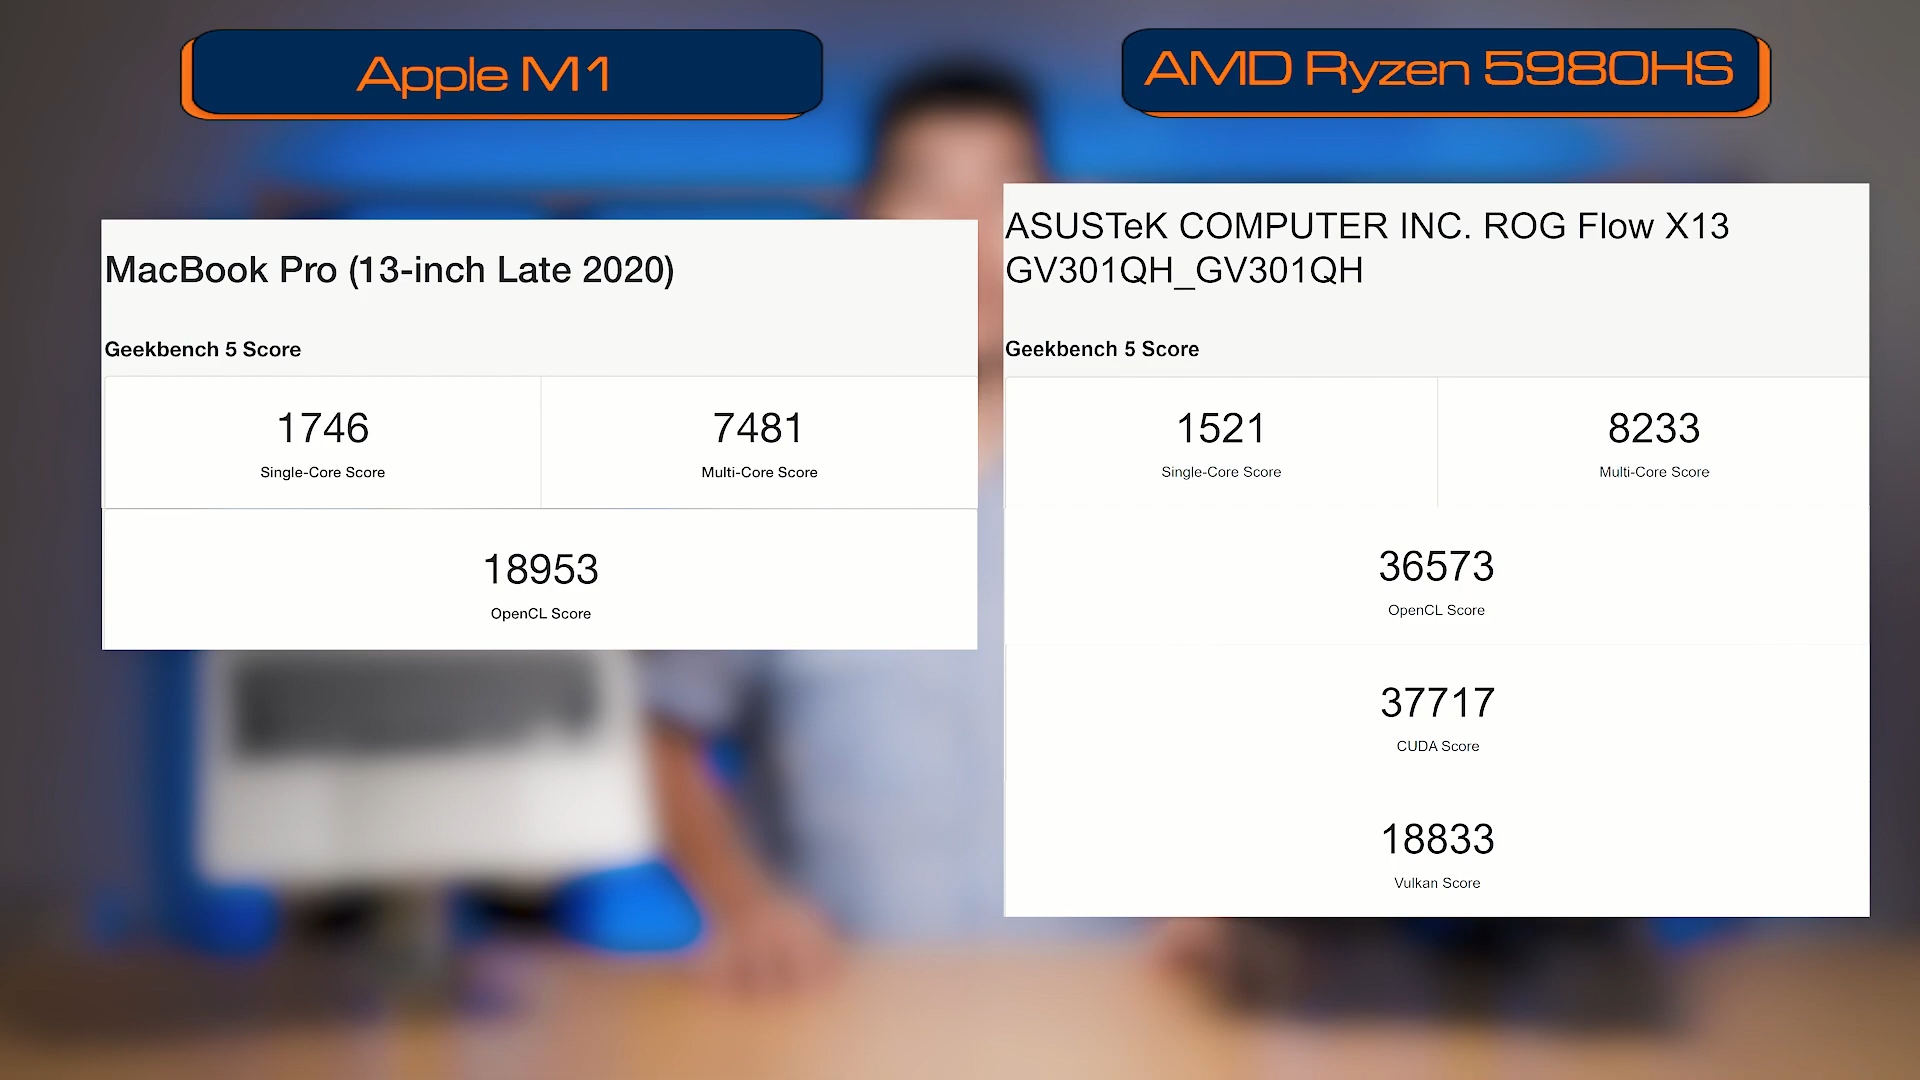 Apple M1
AMD Ryzen 5980HS
MacBook Pro (13-inch Late 2020)
Geekbench 5 Score
1746
7481
Single-Core Score
Multi-Core Score
18953
OpenCL Score
ASUSTeK COMPUTER INC. ROG Flow X13
GV301QH_GV301QH
Geekbench 5 Score
1521
8233
Single-Core Score
Multi-Core Score
36573
OpenCL Score
37717
CUDA Score
18833
Vulkan Score